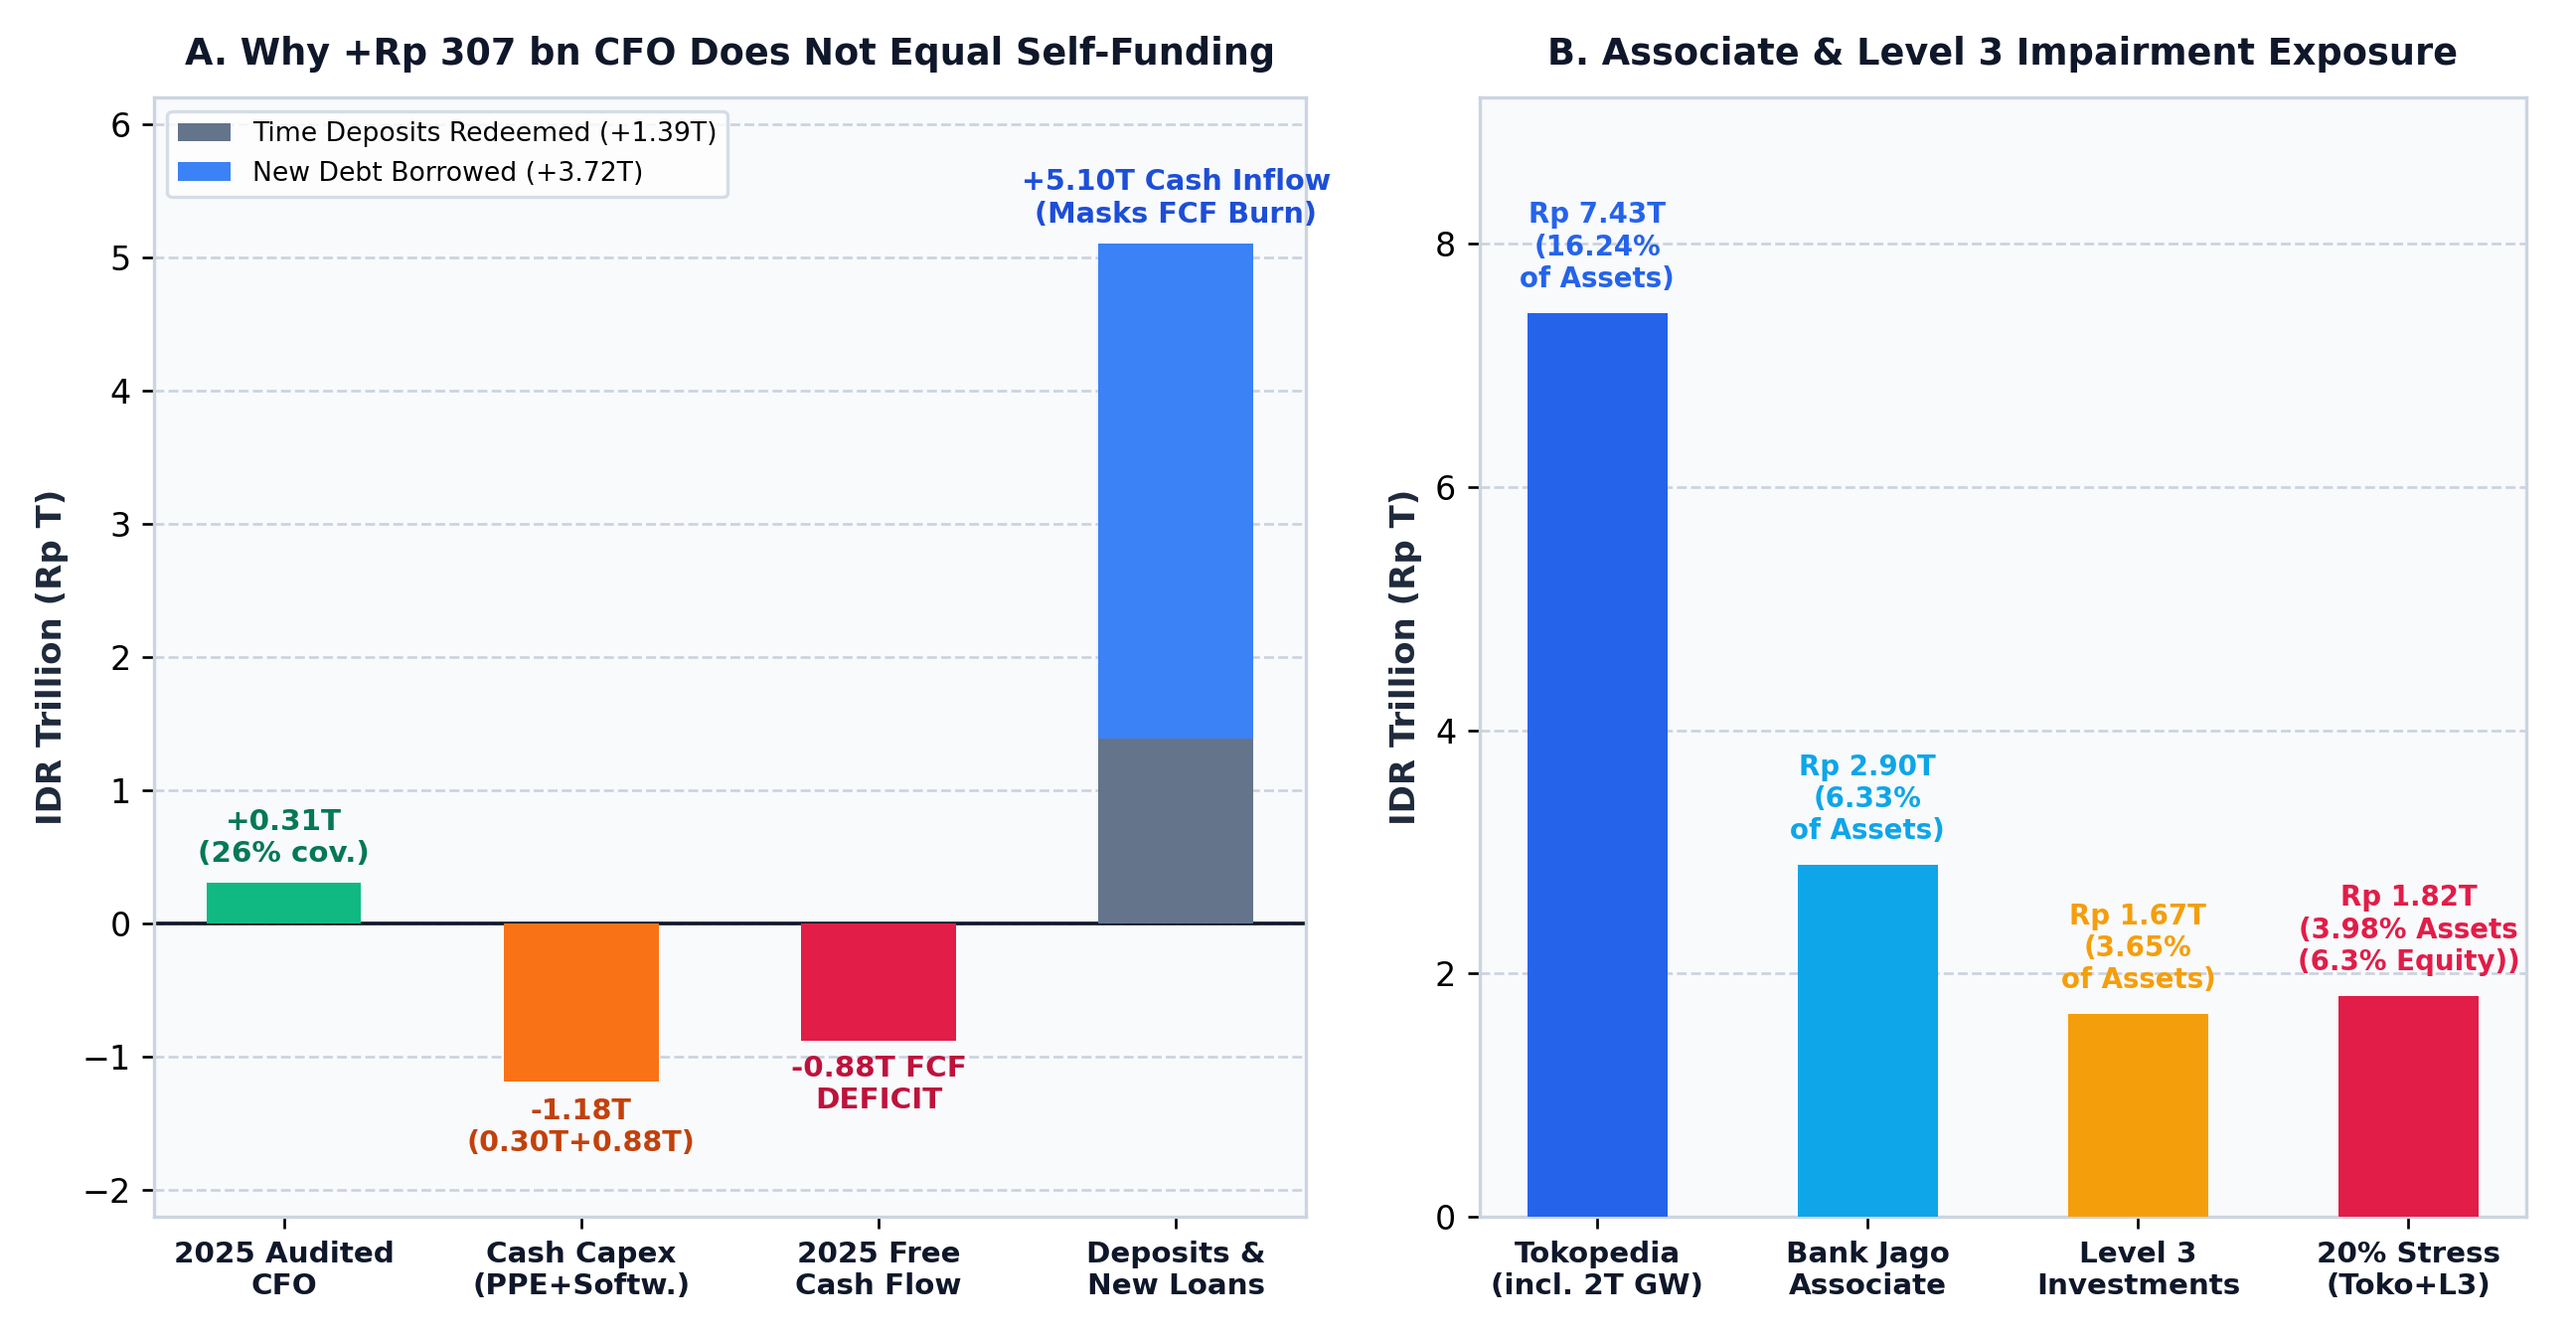 A. Why +Rp 307 bn CFO Does Not Equal Self-Funding
IDR Trillion (Rp T)
6
5
4
3
2
1
0
−1
−2
Time Deposits Redeemed (+1.39T)
New Debt Borrowed (+3.72T)
+5.10T Cash Inflow
(Masks FCF Burn)
+0.31T
(26% cov.)
-1.18T
(0.30T+0.88T)
-0.88T FCF
DEFICIT
2025 Audited
CFO
Cash Capex
(PPE+Softw.)
2025 Free
Cash Flow
Deposits &
New Loans
B. Associate & Level 3 Impairment Exposure
IDR Trillion (Rp T)
8
6
4
2
0
Rp 7.43T
(16.24%
of Assets)
Rp 2.90T
(6.33%
of Assets)
Rp 1.67T
(3.65%
of Assets)
Rp 1.82T
(3.98% Assets
(6.3% Equity))
Tokopedia
(incl. 2T GW)
Bank Jago
Associate
Level 3
Investments
20% Stress
(Toko+L3)